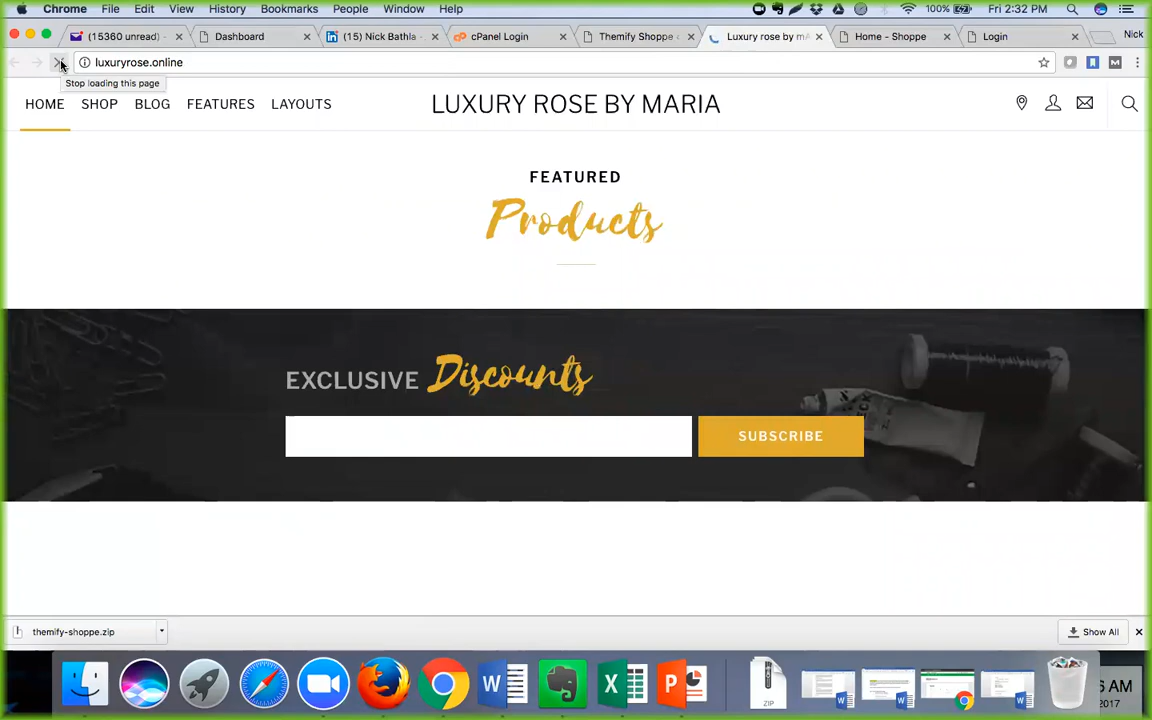 Chrome File Edit View History Bookmarks People Window Help 100% Fri 2:32 PM
(15360 unread) - Dashboard (15) Nick Bathla - cPanel Login Themify Shoppe Luxury rose by m Home - Shoppe Login Nick
luxuryrose.online
Stop loading this page
HOME SHOP BLOG FEATURES LAYOUTS LUXURY ROSE BY MARIA
FEATURED
Products
EXCLUSIVE Discounts
SUBSCRIBE
themify-shoppe.zip Show All
W X P ZIP W W W
6 AM
2017